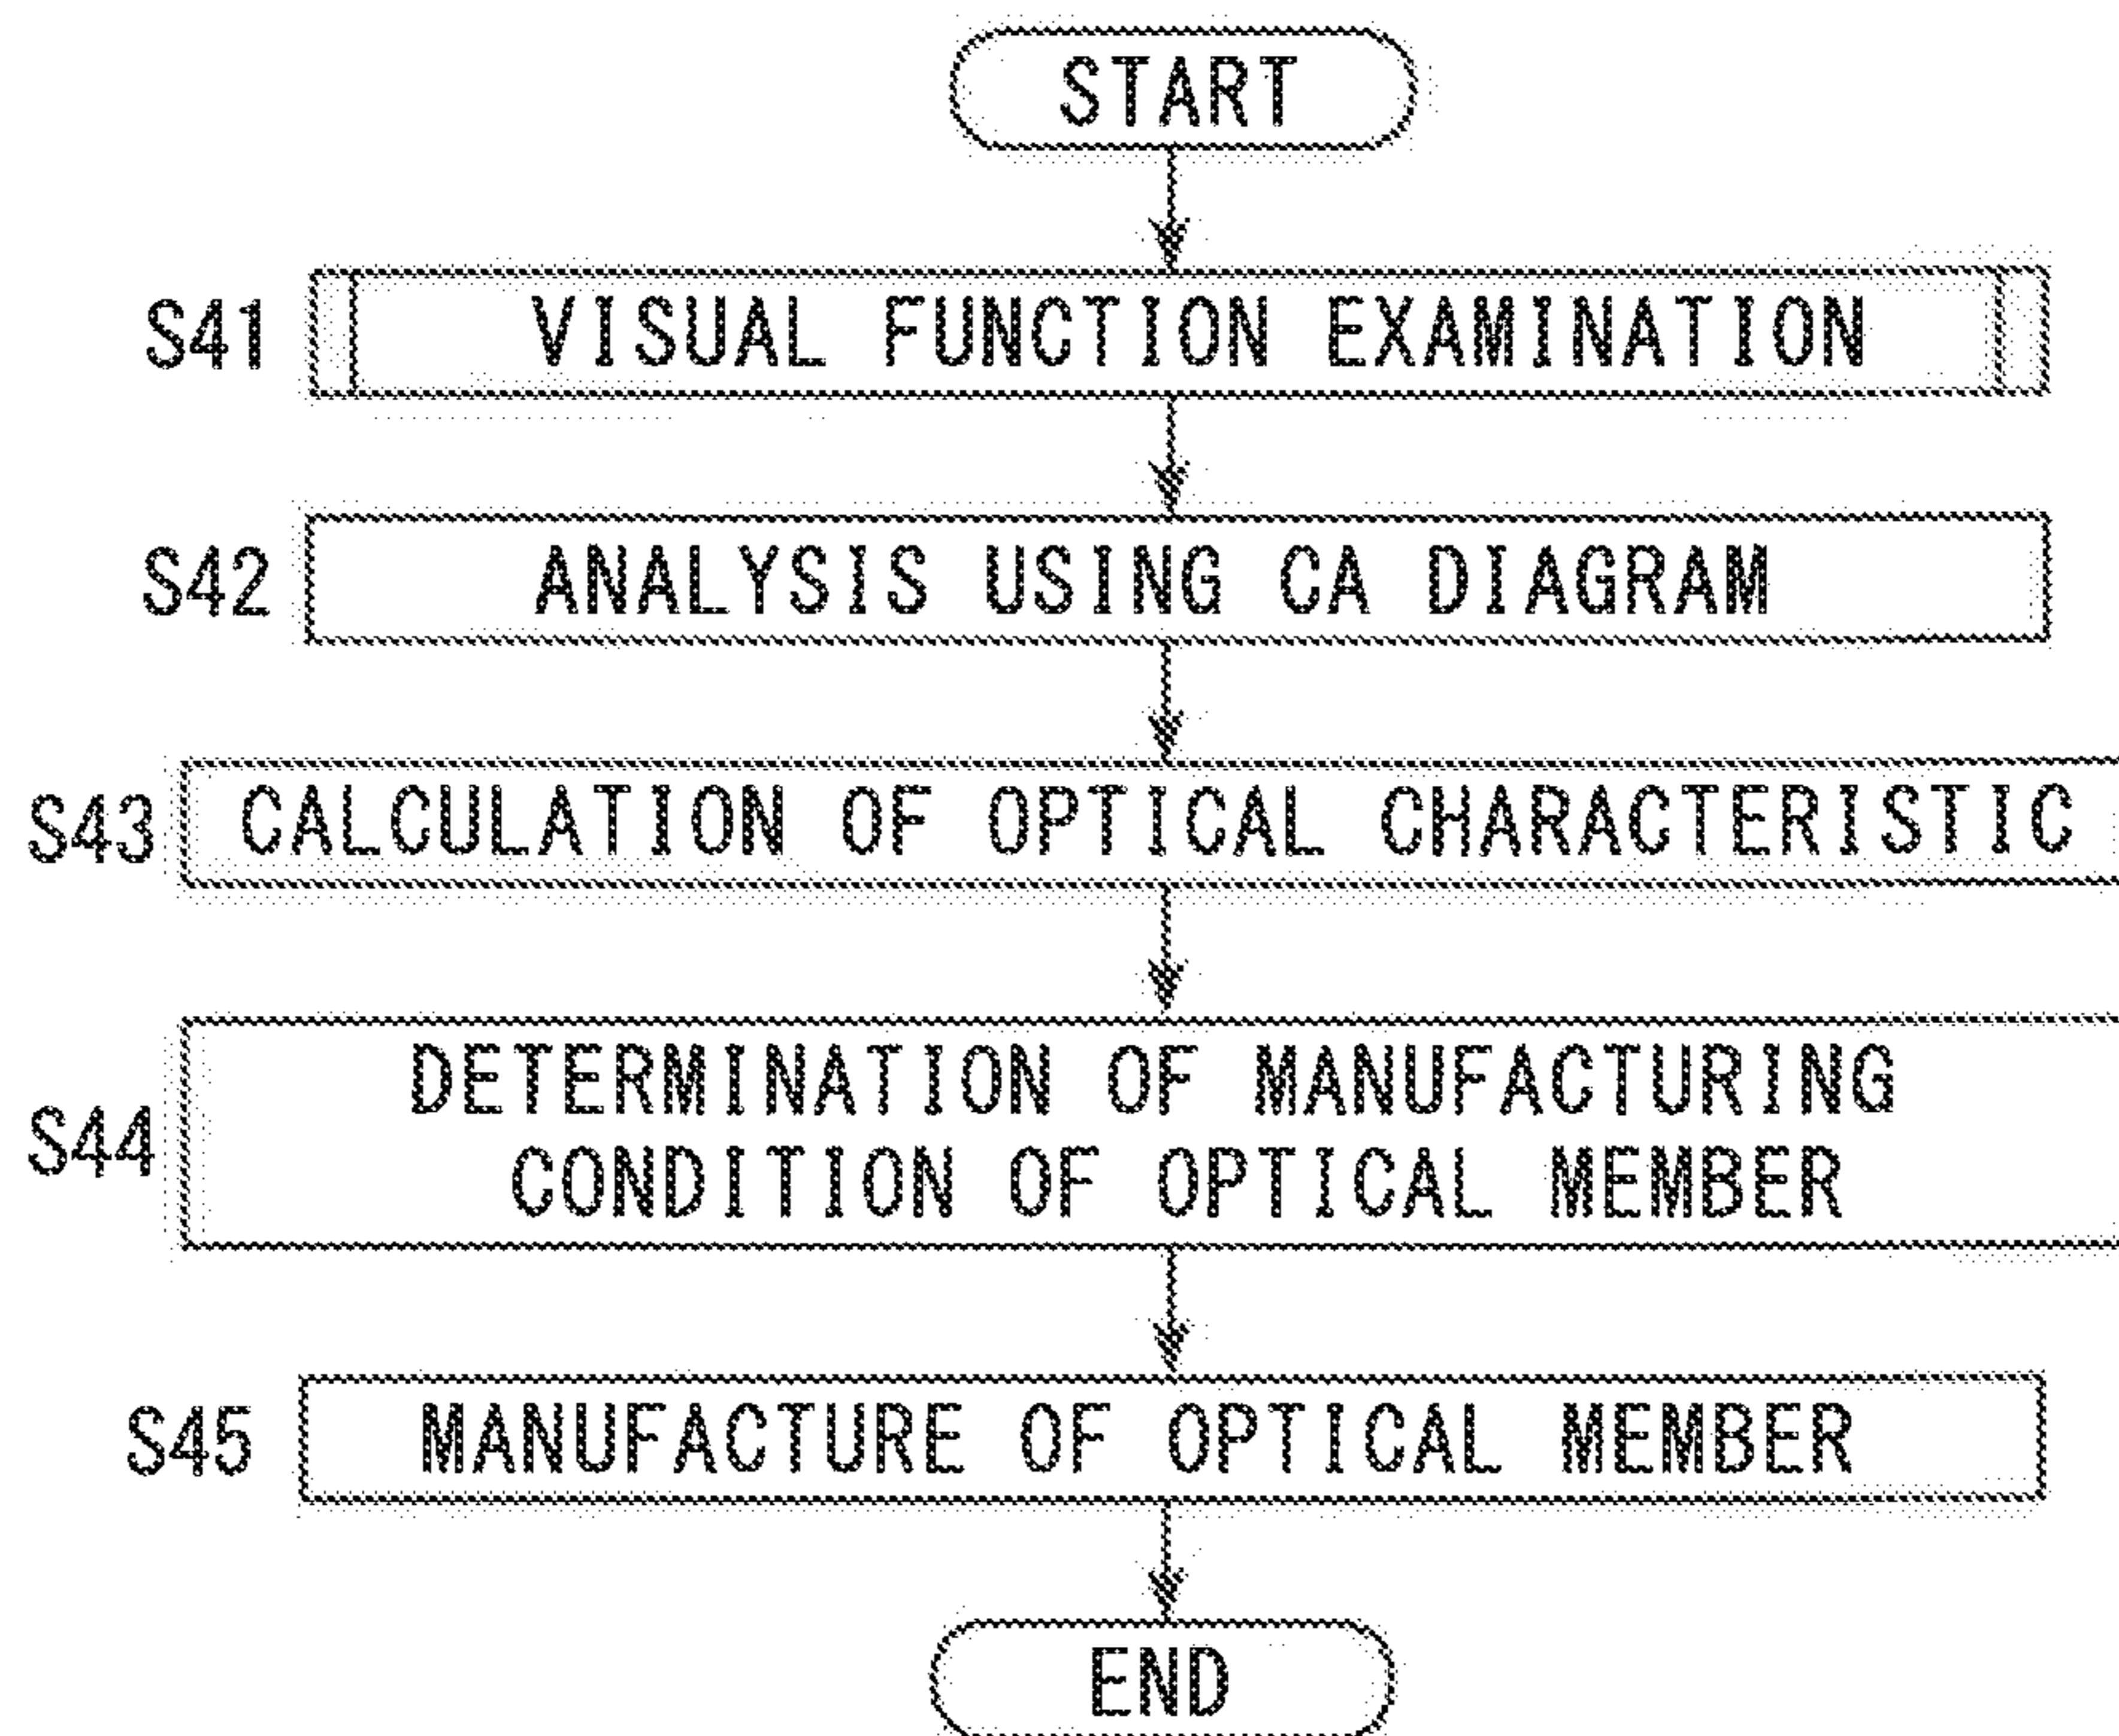 START
S41 VISUAL FUNCTION EXAMINATION
S42 ANALYSIS USING CA DIAGRAM
S43 CALCULATION OF OPTICAL CHARACTERISTIC
DETERMINATION OF MANUFACTURING
S44
CONDITION OF OPTICAL MEMBER
S45 MANUFACTURE OF OPTICAL MEMBER
END